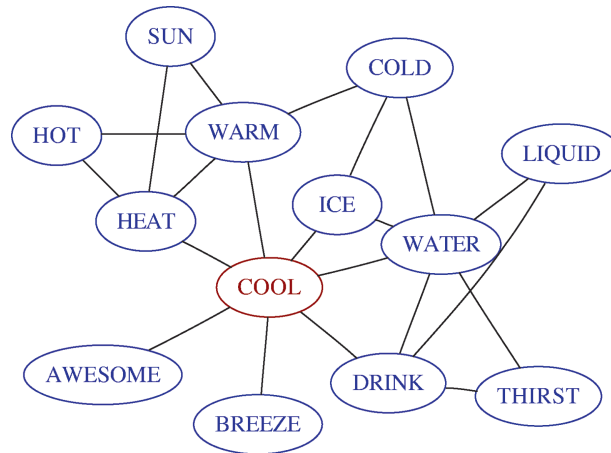 SUN
COLD
HOT
WARM
LIQUID
ICE
HEAT
WATER
COOL
AWESOME
DRINK
THIRST
BREEZE